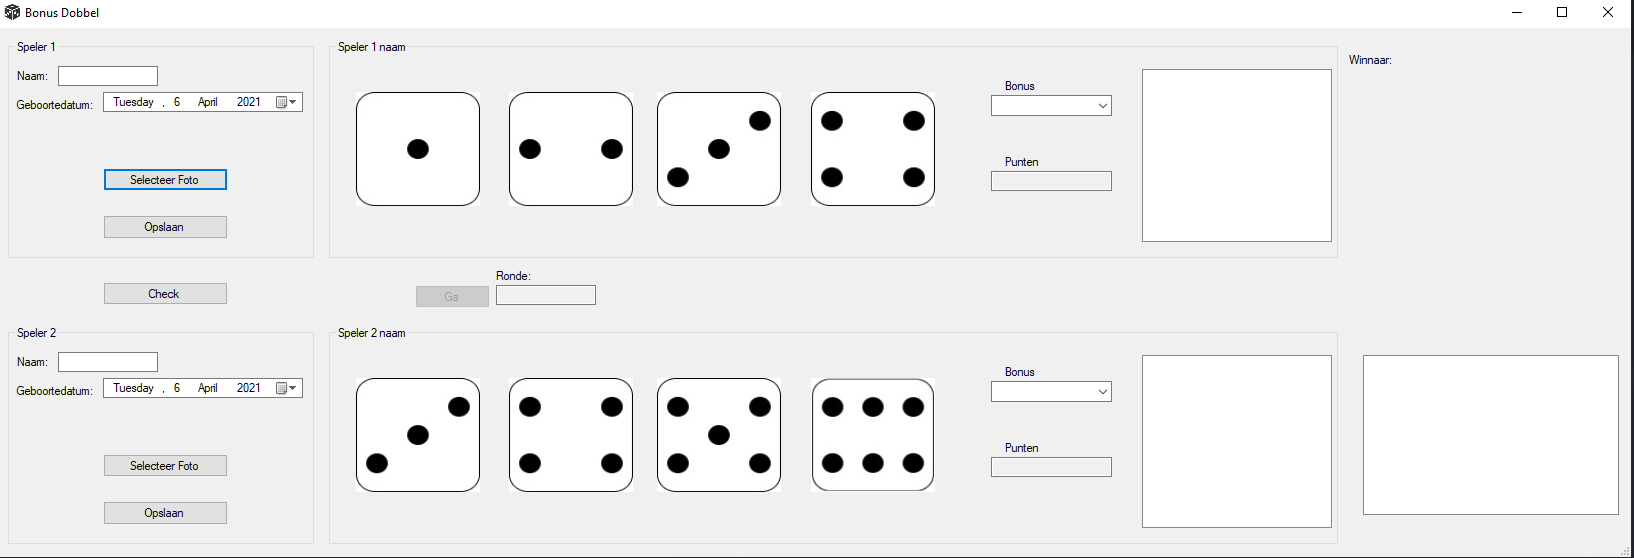 Bonus Dobbel
Speler 1
Naam:
Geboortedatum: Tuesday , 6 April 2021
Selecteer Foto
Opslaan
Speler 1 naam
Bonus
Punten
Winnaar:
Check
Ga
Ronde:
Speler 2
Naam:
Geboortedatum: Tuesday , 6 April 2021
Selecteer Foto
Opslaan
Speler 2 naam
Bonus
Punten